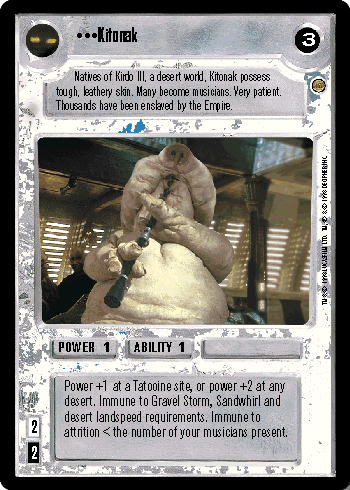 •••Kitonak
3
Natives of Kirdo III, a desert world, Kitonak possess
tough, leathery skin. Many become musicians. Very patient.
Thousands have been enslaved by the Empire.
POWER 1
ABILITY 1
Power +1 at a Tatooine site, or power +2 at any
desert. Immune to Gravel Storm, Sandwhirl and
desert landspeed requirements. Immune to
attrition < the number of your musicians present.
2
2